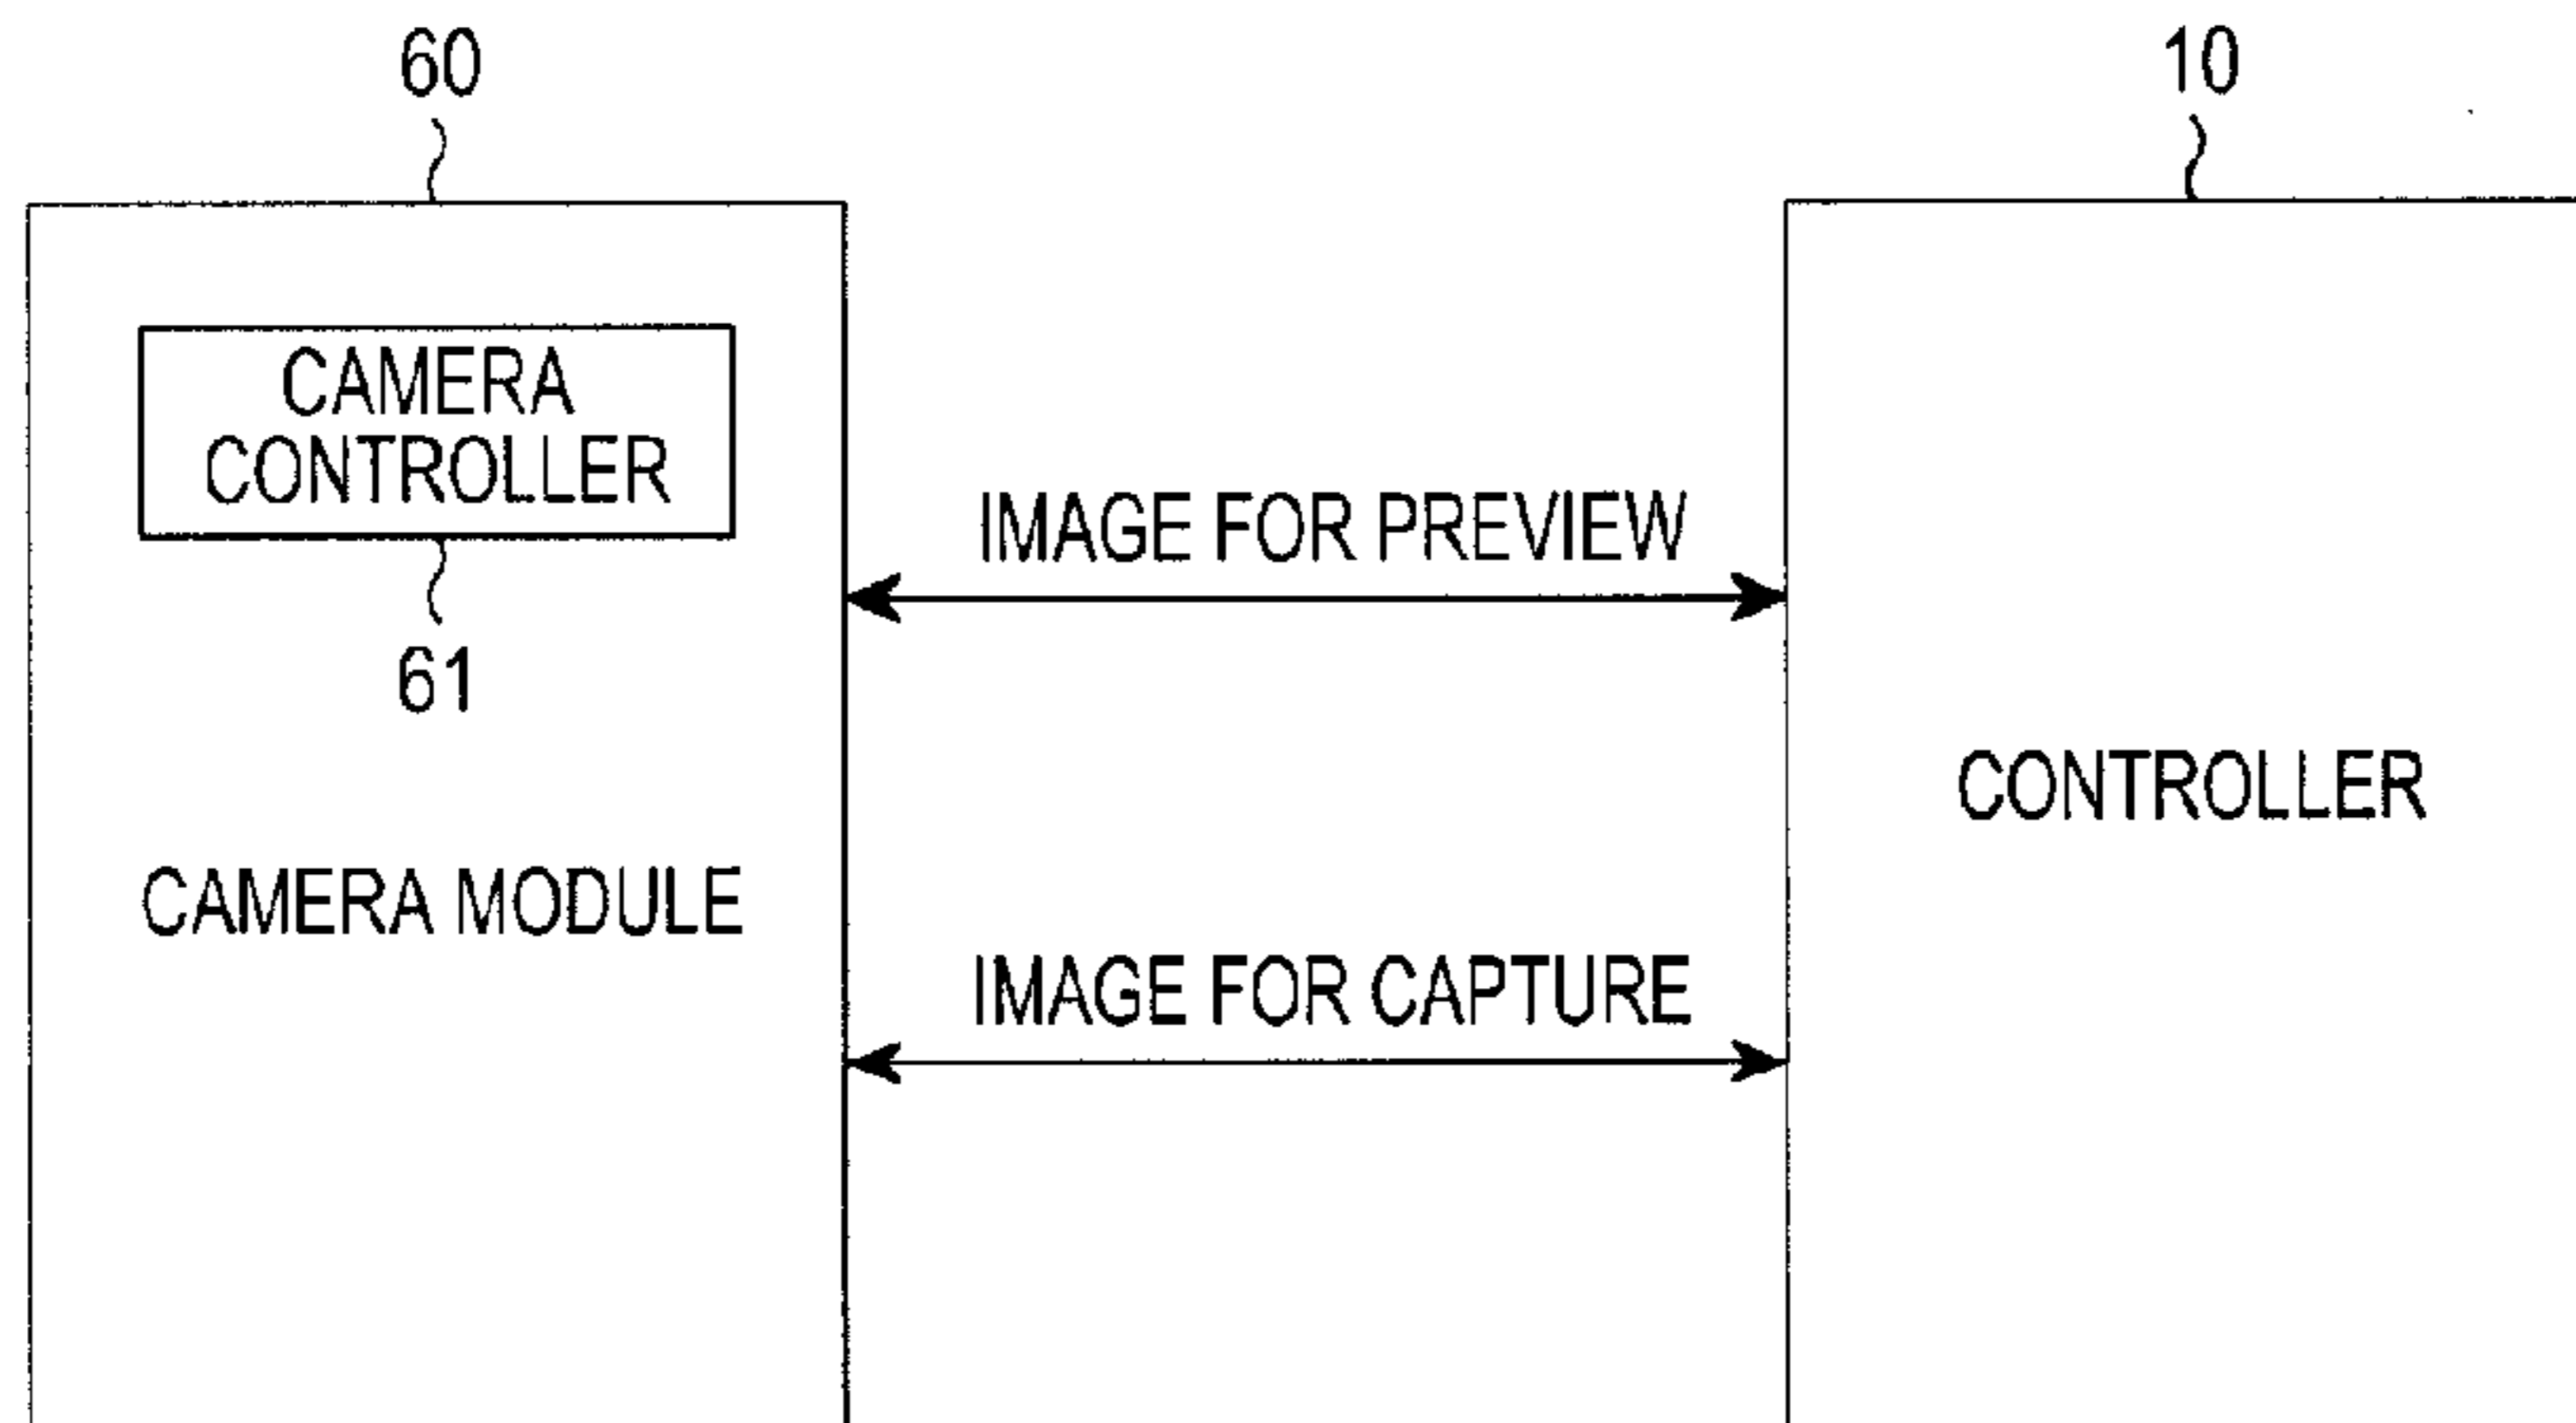 60
10
CAMERA
CONTROLLER
61
IMAGE FOR PREVIEW
CONTROLLER
CAMERA MODULE
IMAGE FOR CAPTURE